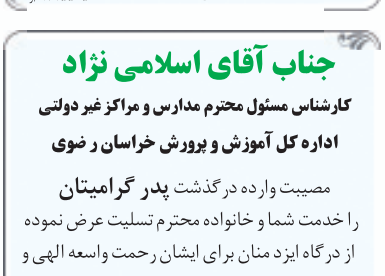 جناب آقای اسلامی نژاد
کارشناس مسئول محترم مدارس و مراکز غیر دولتی
اداره کل آموزش و پرورش خراسان رضوی
مصیبت وارده درگذشت پدر گرامیتان
را خدمت شما و خانواده محترم تسلیت عرض نموده
از درگاه ایزد منان برای ایشان رحمت واسعه الهی و